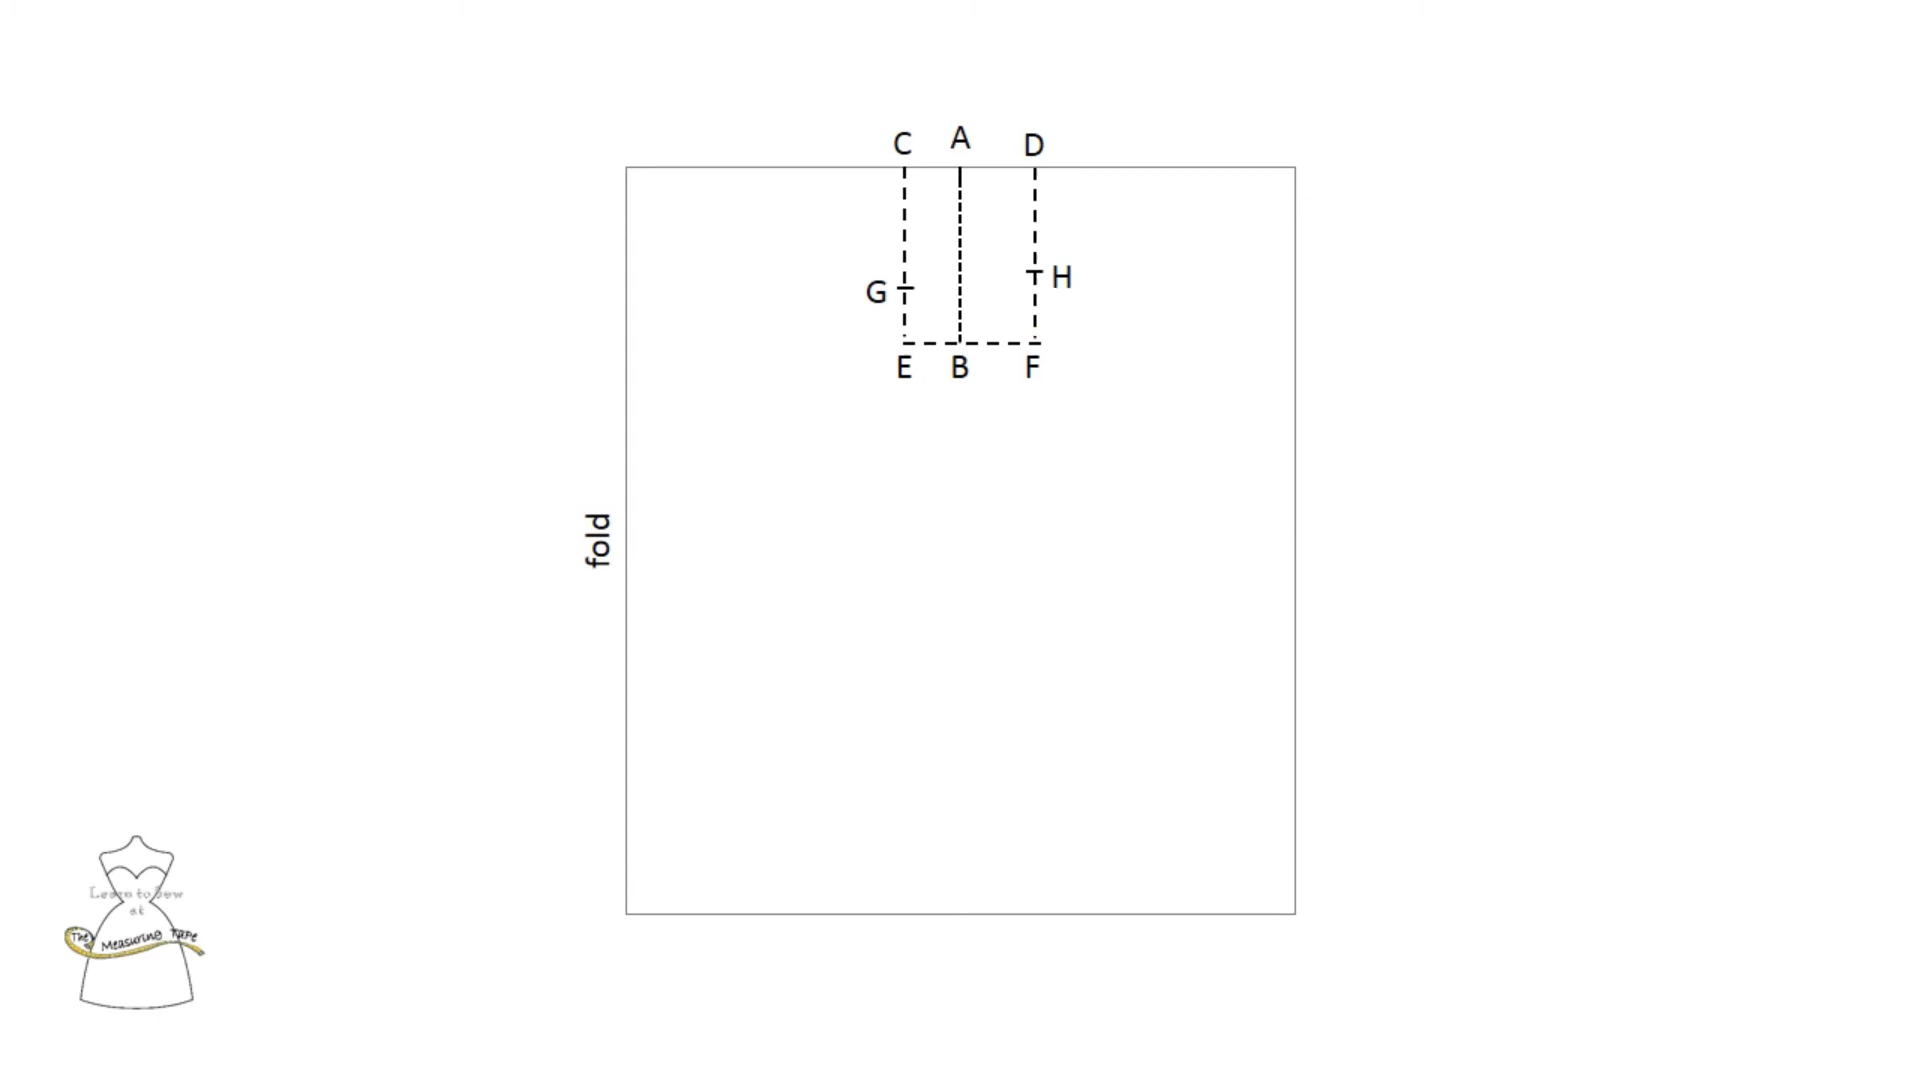 C A D
G H
E B F
fold
Learn to Sew
at
The Measuring Tape